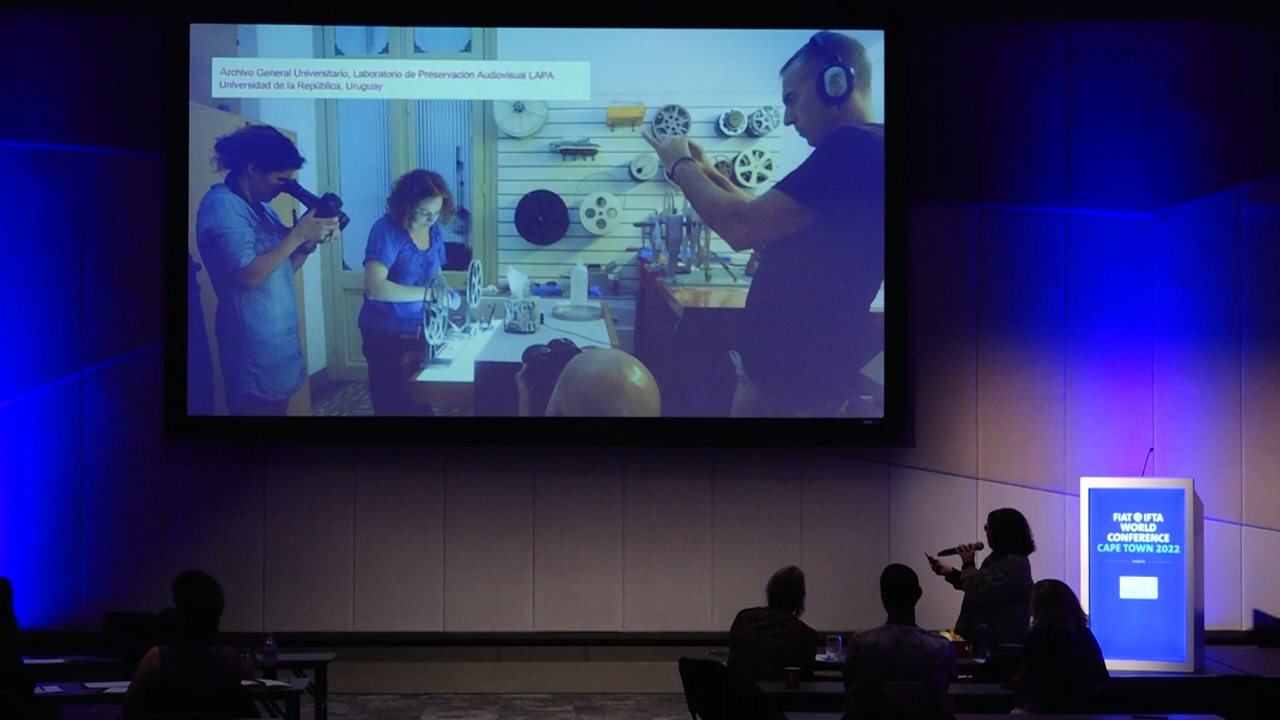 Archivo General Universitario, Laboratorio de Preservación Audiovisual LAPA
Universidad de la República, Uruguay
FIAT IFTA
WORLD
CONFERENCE
CAPE TOWN 2022